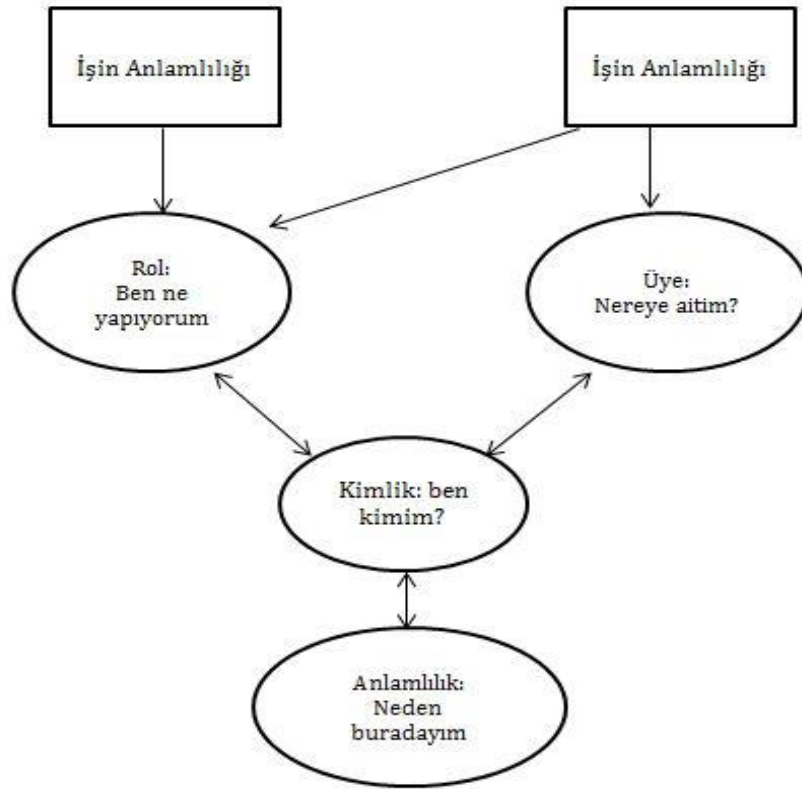 İşin Anlamlılığı
İşin Anlamlılığı
Rol:
Ben ne
yapıyorum
Üye:
Nereye aitim?
Kimlik: ben
kimim?
Anlamlılık:
Neden
buradayım